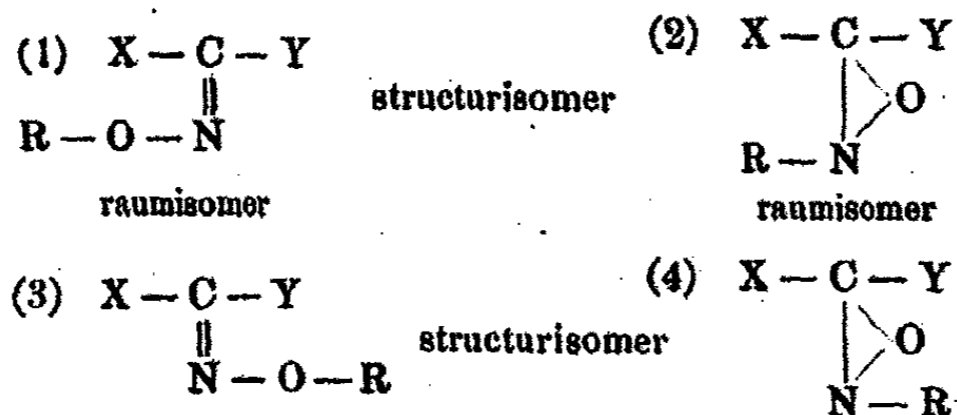 (1) X — C — Y
(2) X — C — Y
‖
structurisomer
O
R — O — N
R — N
raumisomer
raumisomer
(3) X — C — Y
(4) X — C — Y
‖
structurisomer
O
N — O — R
N — R